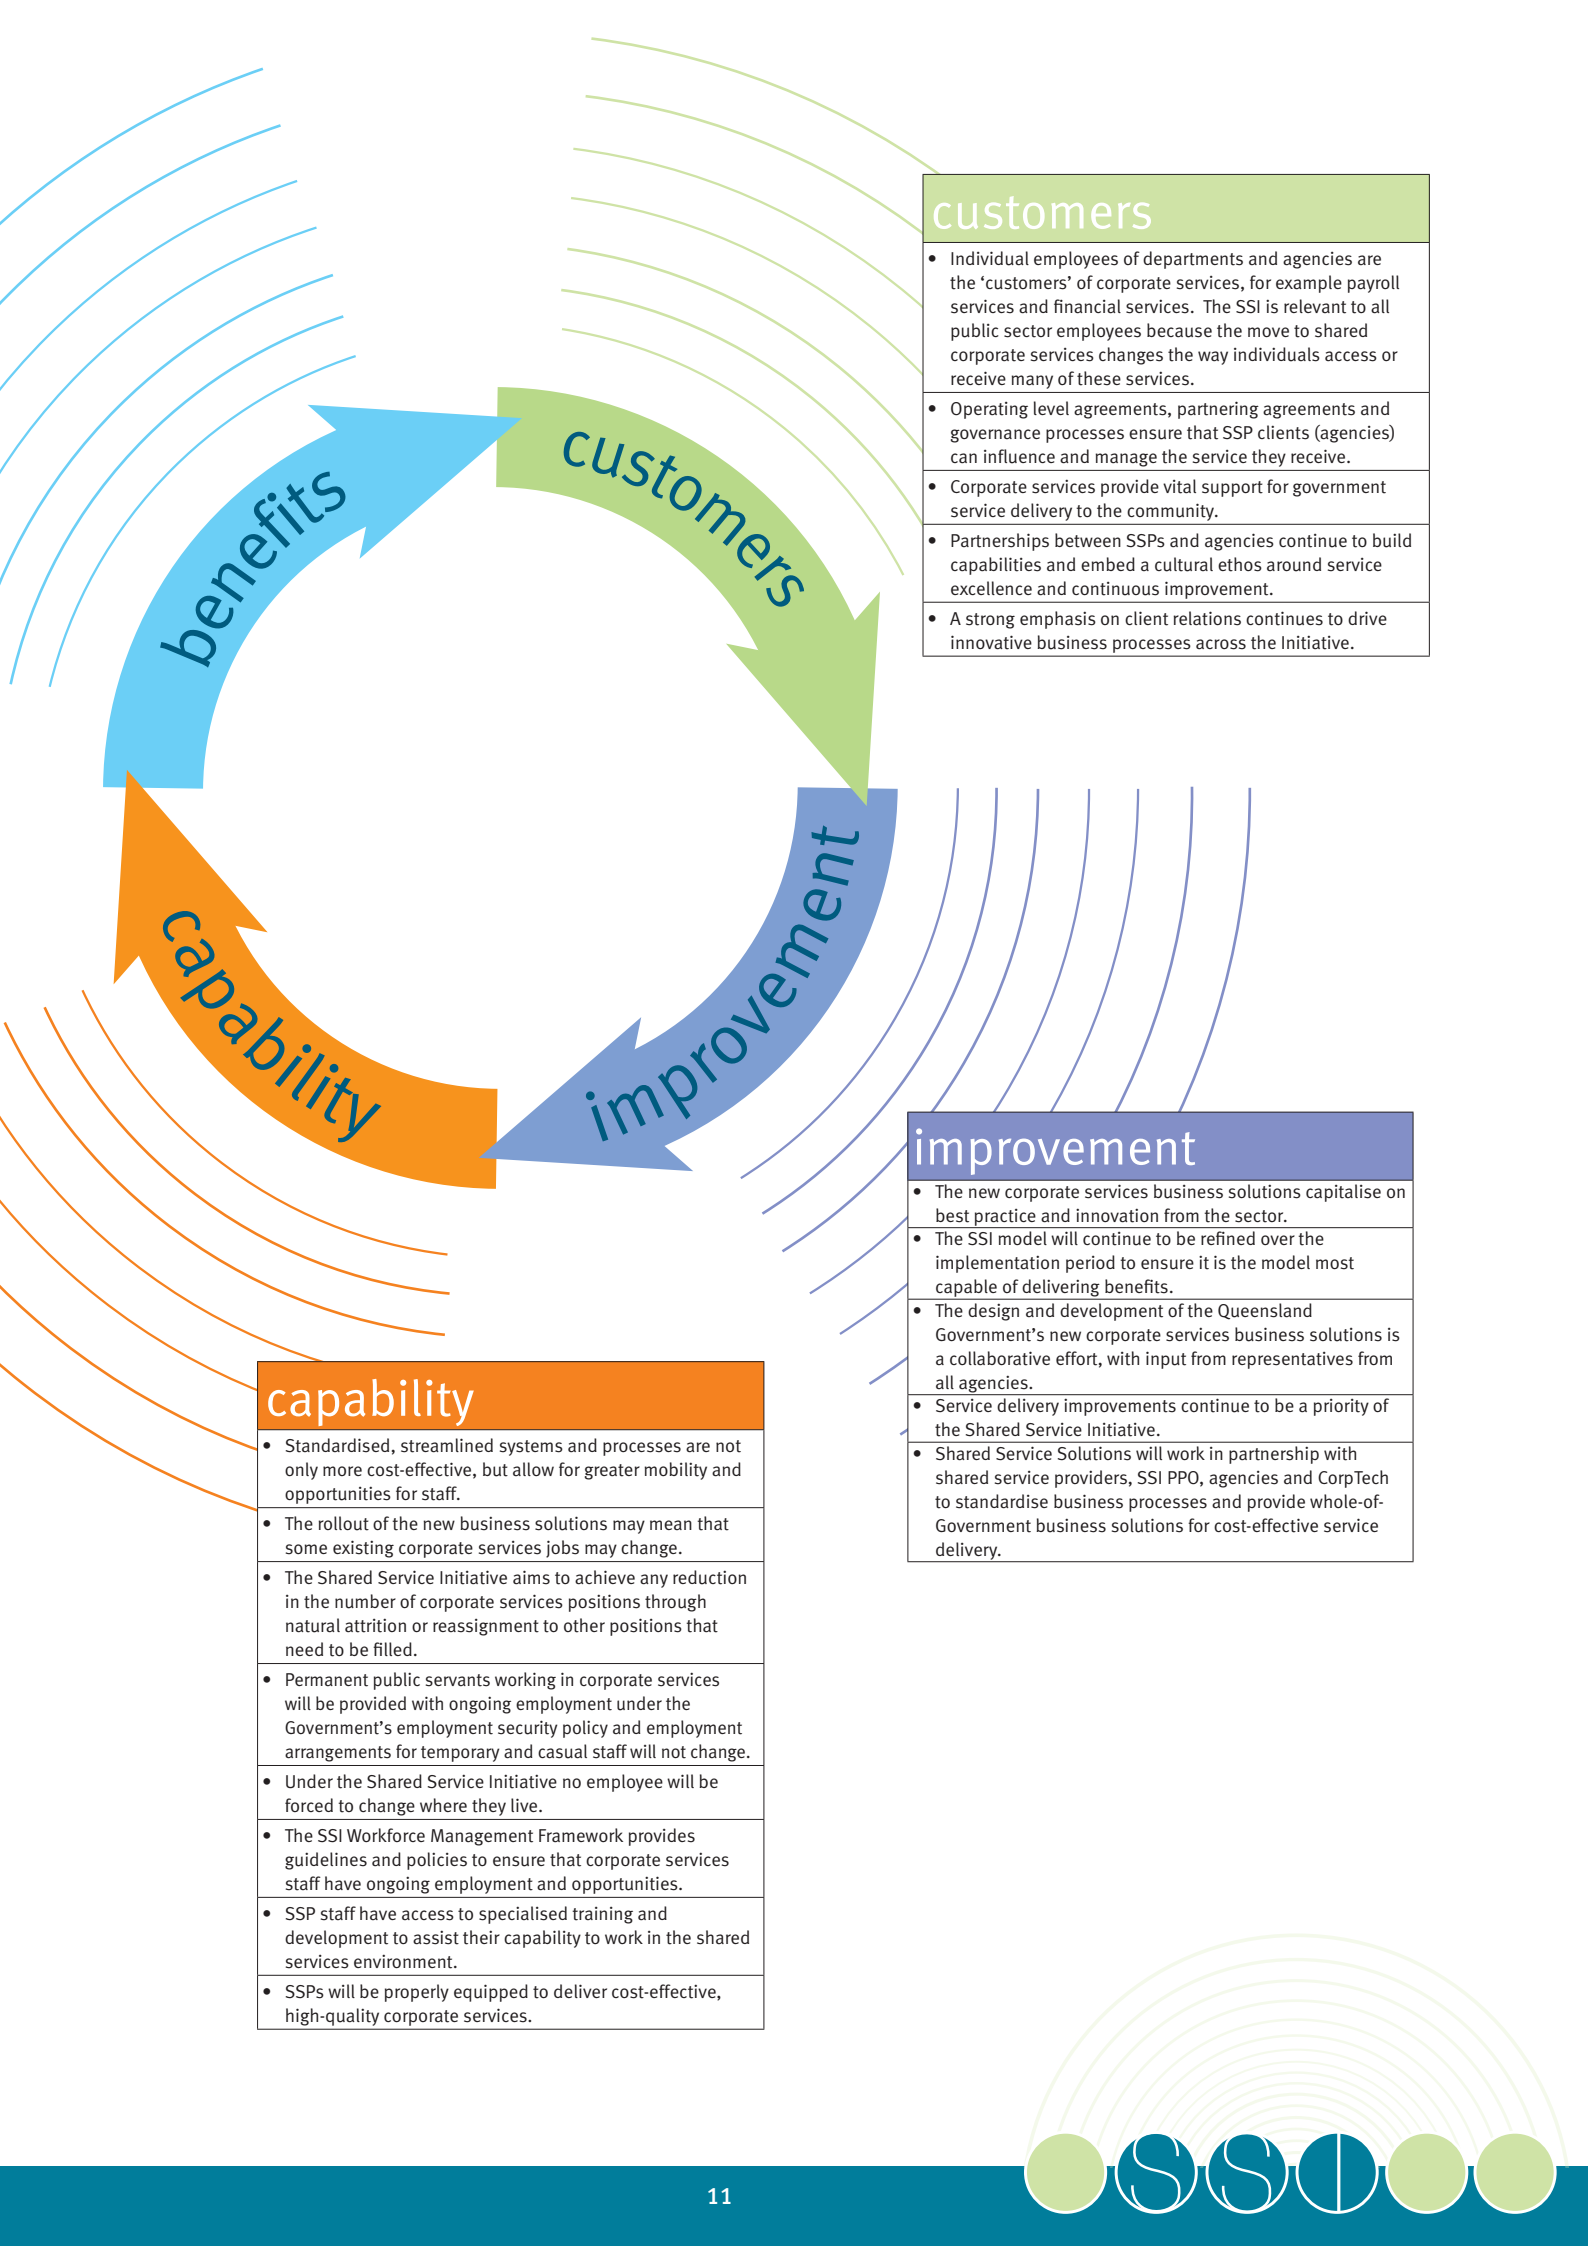 benefits
customers
improvement
capability
customers
• Individual employees of departments and agencies are
the ‘customers’ of corporate services, for example payroll
services and financial services.  The SSI is relevant to all
public sector employees because the move to shared
corporate services changes the way individuals access or
receive many of these services.
• Operating level agreements, partnering agreements and
governance processes ensure that SSP clients (agencies)
can influence and manage the service they receive.
• Corporate services provide vital support for government
service delivery to the community.
• Partnerships between SSPs and agencies continue to build
capabilities and embed a cultural ethos around service
excellence and continuous improvement.
• A strong emphasis on client relations continues to drive
innovative business processes across the Initiative.
improvement
• The new corporate services business solutions capitalise on
best practice and innovation from the sector.
• The SSI model will continue to be refined over the
implementation period to ensure it is the model most
capable of delivering benefits.
• The design and development of the Queensland
Government’s new corporate services business solutions is
a collaborative effort, with input from representatives from
all agencies.
• Service delivery improvements continue to be a priority of
the Shared Service Initiative.
• Shared Service Solutions will work in partnership with
shared service providers, SSI PPO, agencies and CorpTech
to standardise business processes and provide whole-of-
Government business solutions for cost-effective service
delivery.
capability
• Standardised, streamlined systems and processes are not
only more cost-effective, but allow for greater mobility and
opportunities for staff.
• The rollout of the new business solutions may mean that
some existing corporate services jobs may change.
• The Shared Service Initiative aims to achieve any reduction
in the number of corporate services positions through
natural attrition or reassignment to other positions that
need to be filled.
• Permanent public servants working in corporate services
will be provided with ongoing employment under the
Government’s employment security policy and employment
arrangements for temporary and casual staff will not change.
• Under the Shared Service Initiative no employee will be
forced to change where they live.
• The SSI Workforce Management Framework provides
guidelines and policies to ensure that corporate services
staff have ongoing employment and opportunities.
• SSP staff have access to specialised training and
development to assist their capability to work in the shared
services environment.
• SSPs will be properly equipped to deliver cost-effective,
high-quality corporate services.
11
SSI